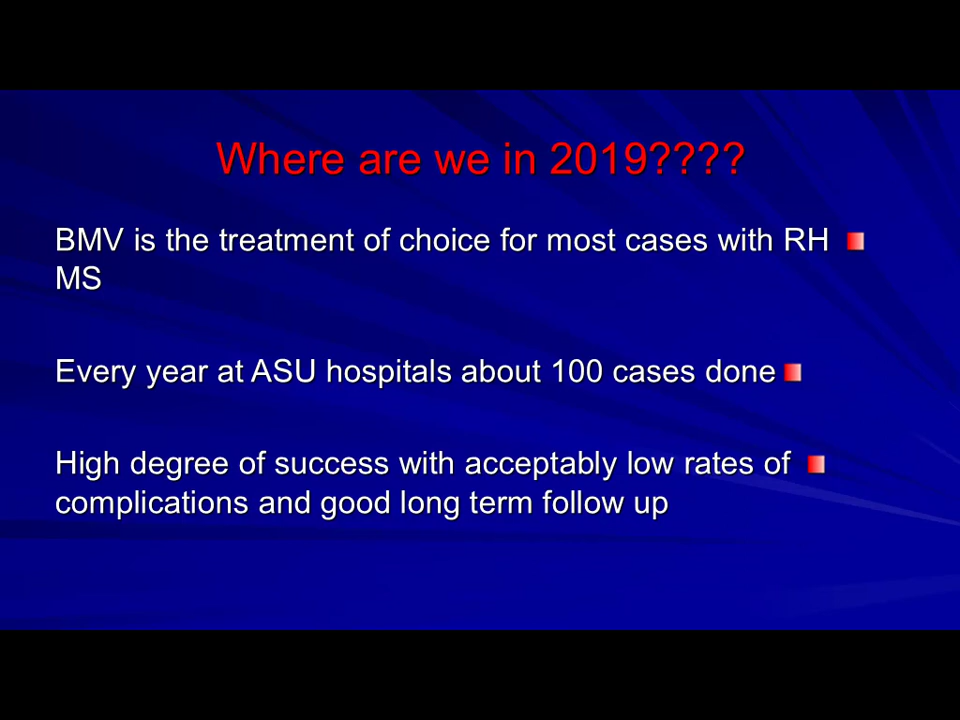 Where are we in 2019????
BMV is the treatment of choice for most cases with RH
MS
Every year at ASU hospitals about 100 cases done
High degree of success with acceptably low rates of
complications and good long term follow up